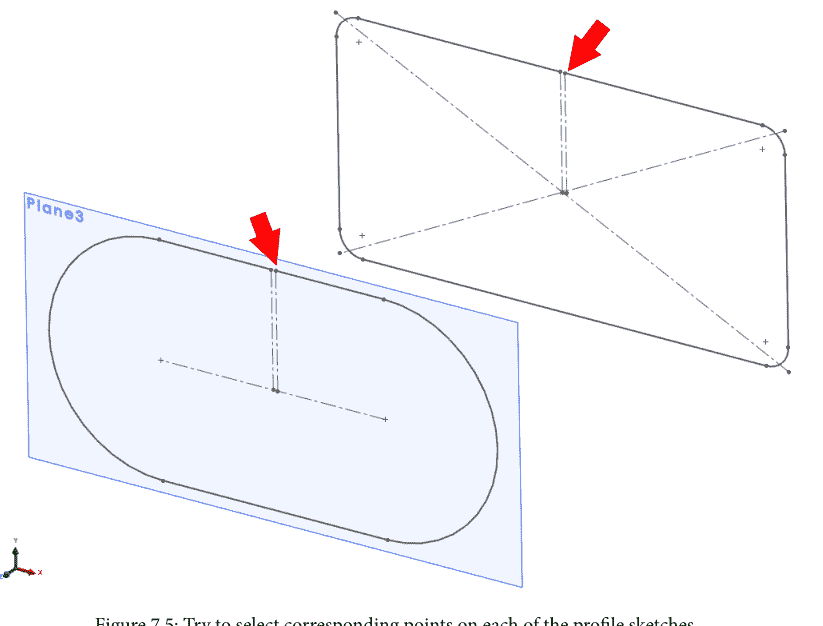 Plane3
Y
X
Figure 7.5: Try to select corresponding points on each of the profile sketches